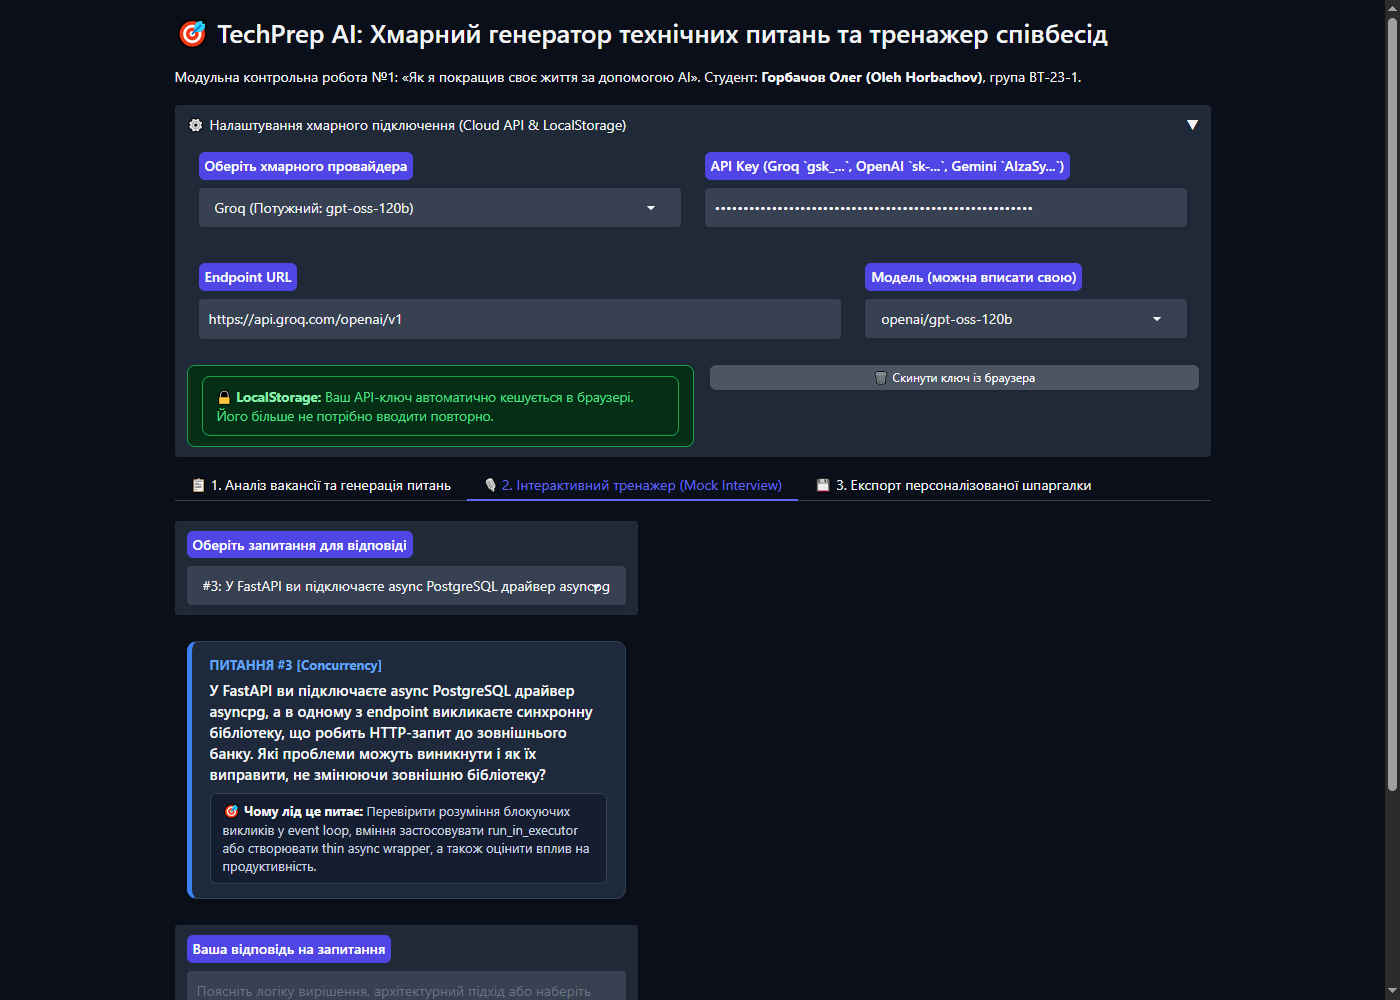 TechPrep AI: Хмарний генератор технічних питань та тренажер співбесід
Модульна контрольна робота №1: «Як я покращив своє життя за допомогою AI». Студент: Горбачов Олег (Oleh Horbachov), група ВТ-23-1.
Налаштування хмарного підключення (Cloud API & LocalStorage)
Оберіть хмарного провайдера
API Key (Groq `gsk_...`, OpenAI `sk-...`, Gemini `AIzaSy...`)
Groq (Потужний: gpt-oss-120b)
Endpoint URL
Модель (можна вписати свою)
https://api.groq.com/openai/v1
openai/gpt-oss-120b
LocalStorage: Ваш API-ключ автоматично кешується в браузері.
Його більше не потрібно вводити повторно.
Скинути ключ із браузера
1. Аналіз вакансії та генерація питань
2. Інтерактивний тренажер (Mock Interview)
3. Експорт персоналізованої шпаргалки
Оберіть запитання для відповіді
#3: У FastAPI ви підключаєте async PostgreSQL драйвер asyncpg
ПИТАННЯ #3 [Concurrency]
У FastAPI ви підключаєте async PostgreSQL драйвер
asyncpg, а в одному з endpoint викликаєте синхронну
бібліотеку, що робить HTTP-запит до зовнішнього
банку. Які проблеми можуть виникнути і як їх
виправити, не змінюючи зовнішню бібліотеку?
Чому лід це питає: Перевірити розуміння блокуючих
викликів у event loop, вміння застосовувати run_in_executor
або створювати thin async wrapper, а також оцінити вплив на
продуктивність.
Ваша відповідь на запитання
Поясніть логіку вирішення, архітектурний підхід або наберіть